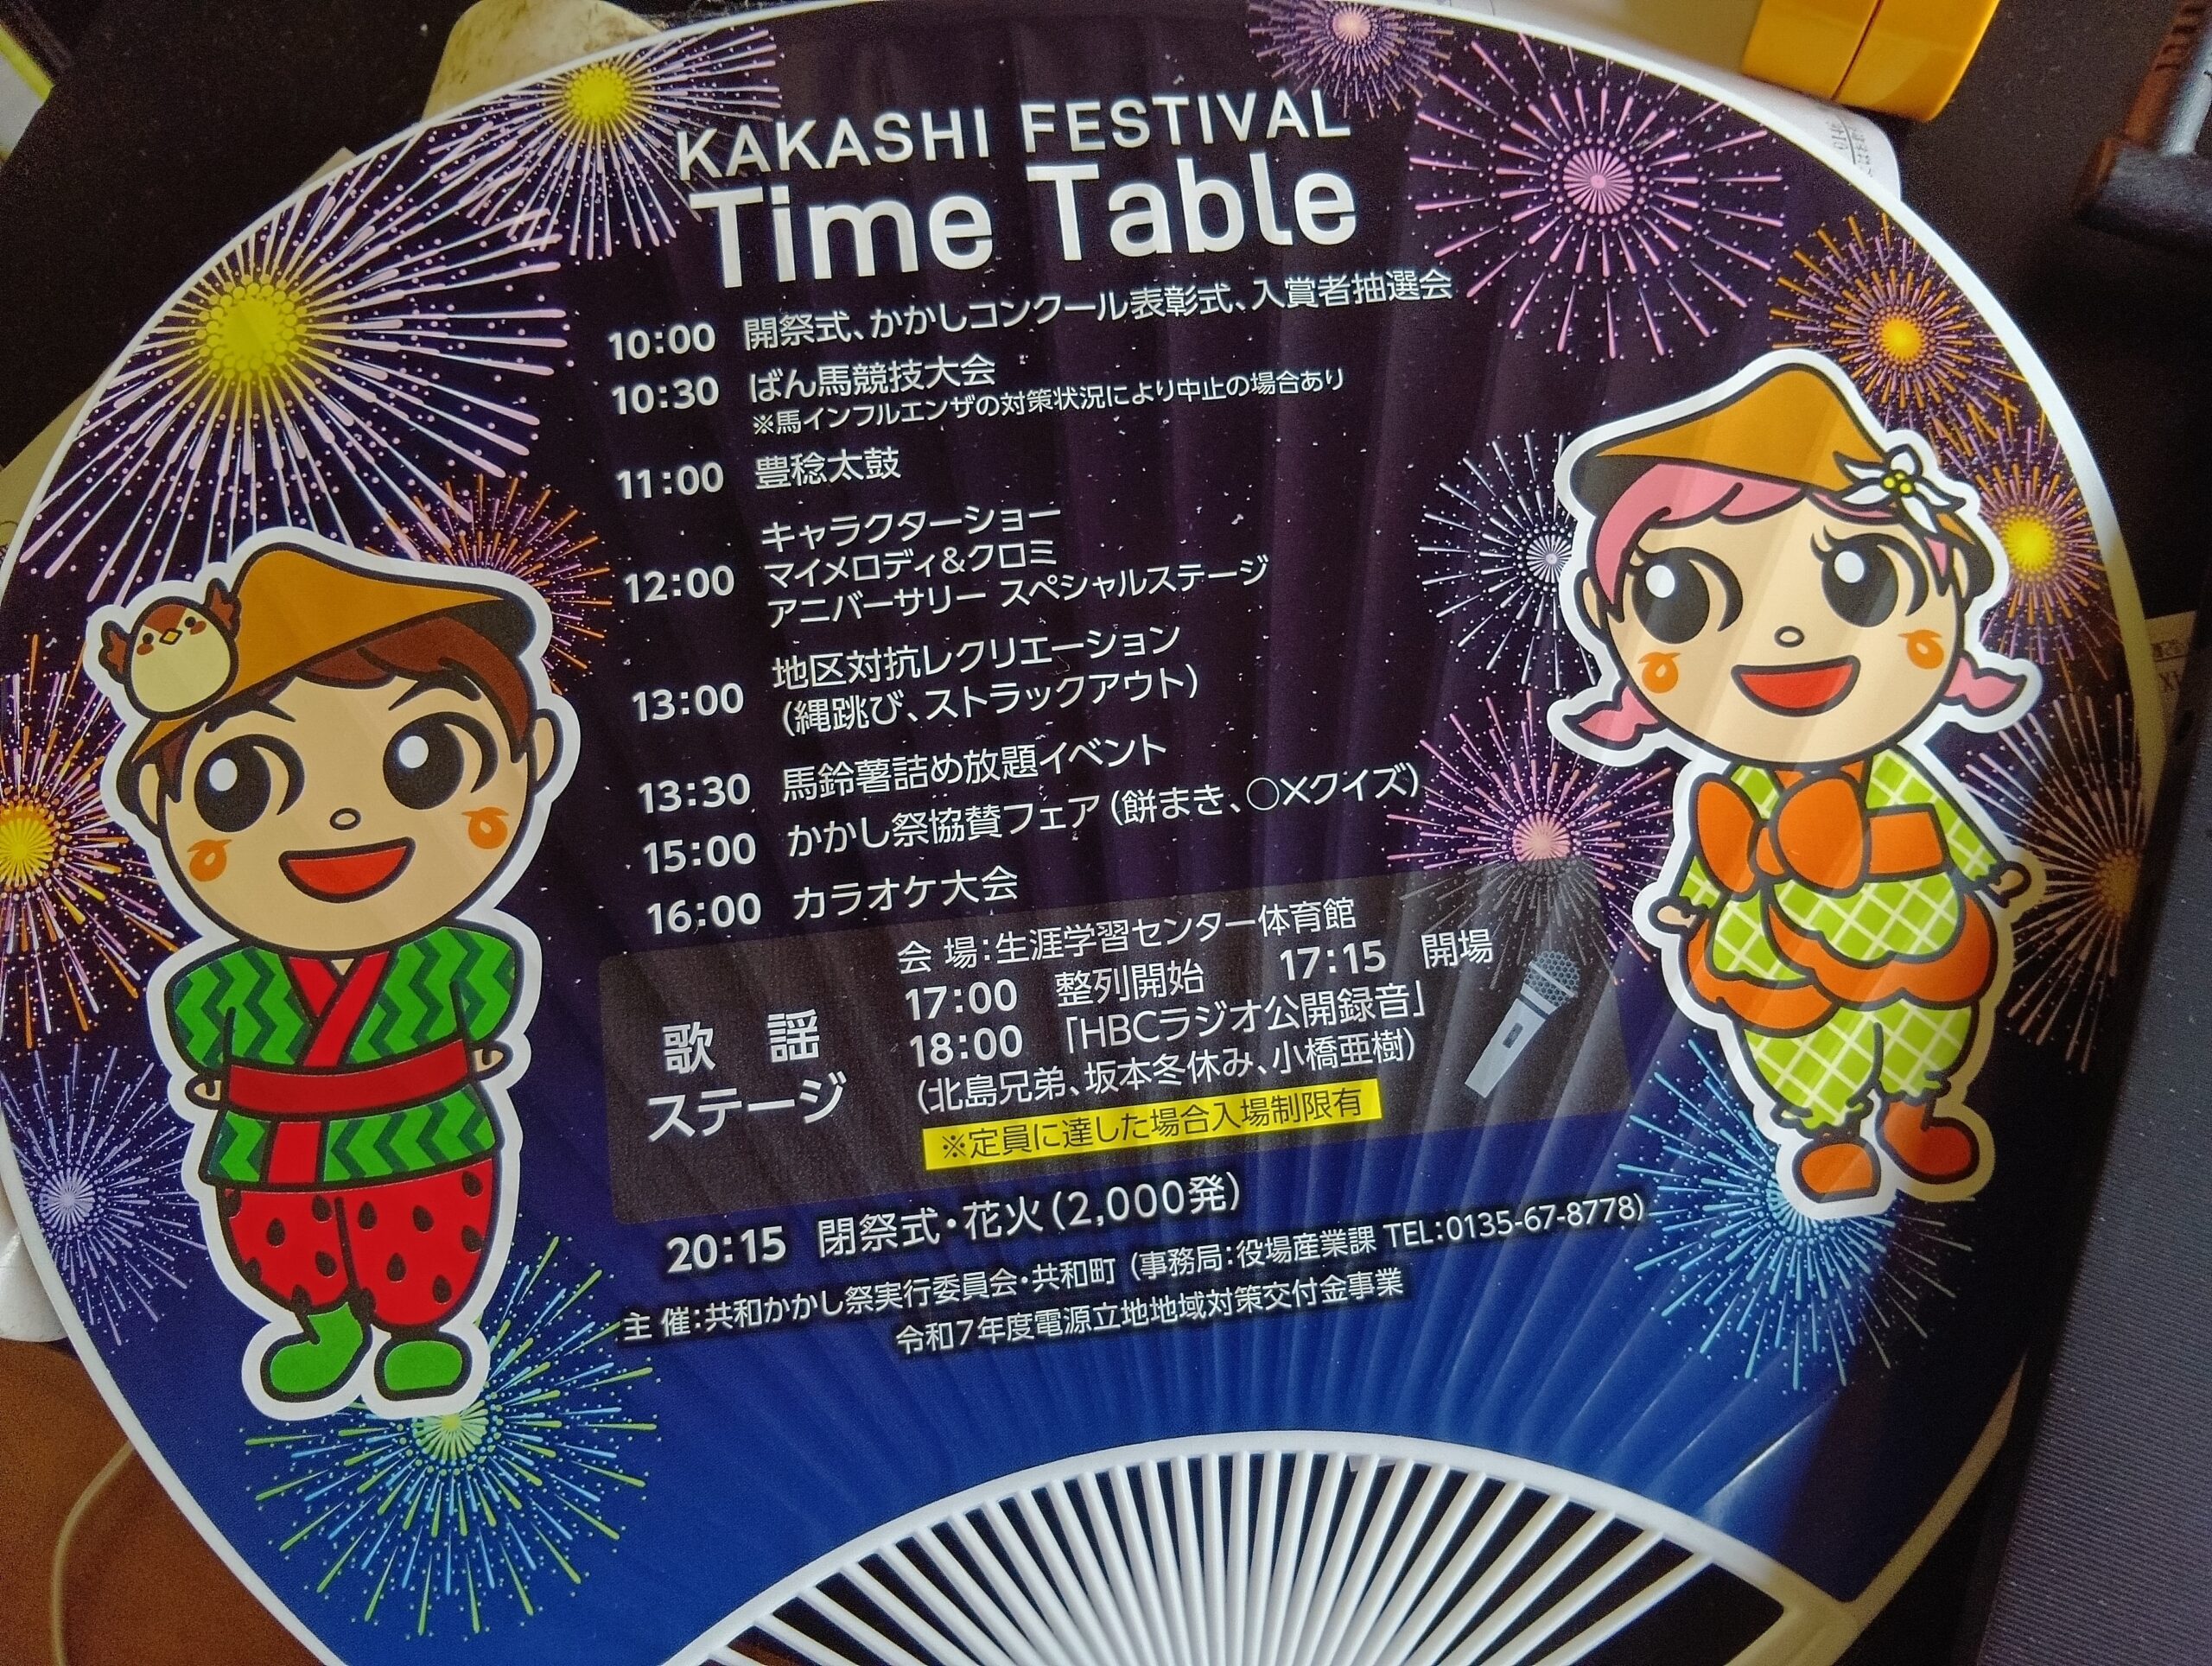 KAKASHI FESTIVAL
Time Table
10:00 開祭式、かかしコンクール表彰式、入賞者抽選会
10:30 ばん馬競技大会
※馬インフルエンザの対策状況により中止の場合あり
11:00 豊稔太鼓
キャラクターショー
12:00 マイメロディ&クロミ
アニバーサリー スペシャルステージ
13:00 地区対抗レクリエーション
(縄跳び、ストラックアウト)
13:30 馬鈴薯詰め放題イベント
15:00 かかし祭協賛フェア(餅まき、○×クイズ)
16:00 カラオケ大会
歌謡
ステージ
会 場:生涯学習センター体育館
17:00 整列開始 17:15 開場
18:00 「HBCラジオ公開録音」
(北島兄弟、坂本冬休み、小橋亜樹)
※定員に達した場合入場制限有
20:15 閉祭式・花火(2,000発)
主 催:共和かかし祭実行委員会・共和町 (事務局:役場産業課 TEL:0135-67-8778)
令和7年度電源立地地域対策交付金事業